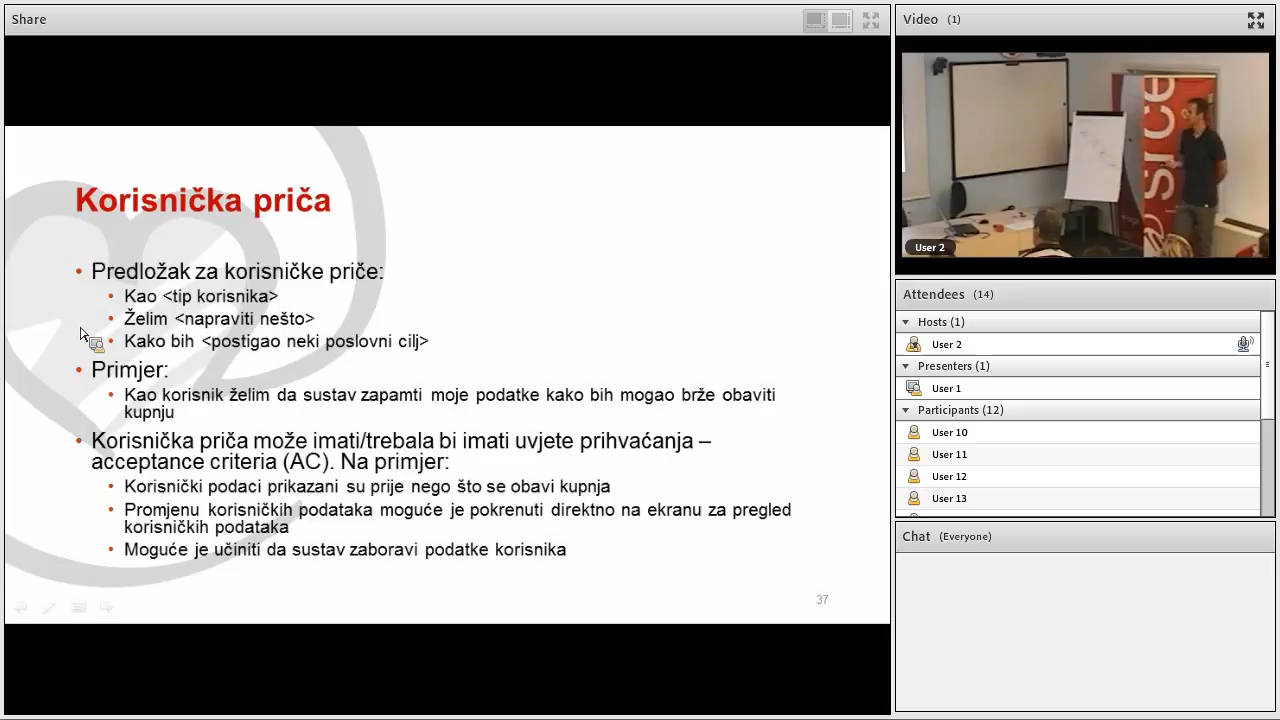 Share
Korisnička priča
Predložak za korisničke priče:
Kao <tip korisnika>
Želim <napraviti nešto>
Kako bih <postigao neki poslovni cilj>
Primjer:
Kao korisnik želim da sustav zapamti moje podatke kako bih mogao brže obaviti
kupnju
Korisnička priča može imati/trebala bi imati uvjete prihvaćanja –
acceptance criteria (AC). Na primjer:
Korisnički podaci prikazani su prije nego što se obavi kupnja
Promjenu korisničkih podataka moguće je pokrenuti direktno na ekranu za pregled
korisničkih podataka
Moguće je učiniti da sustav zaboravi podatke korisnika
37
Video (1)
srce
User 2
Attendees (14)
Hosts (1)
User 2
Presenters (1)
User 1
Participants (12)
User 10
User 11
User 12
User 13
Chat (Everyone)